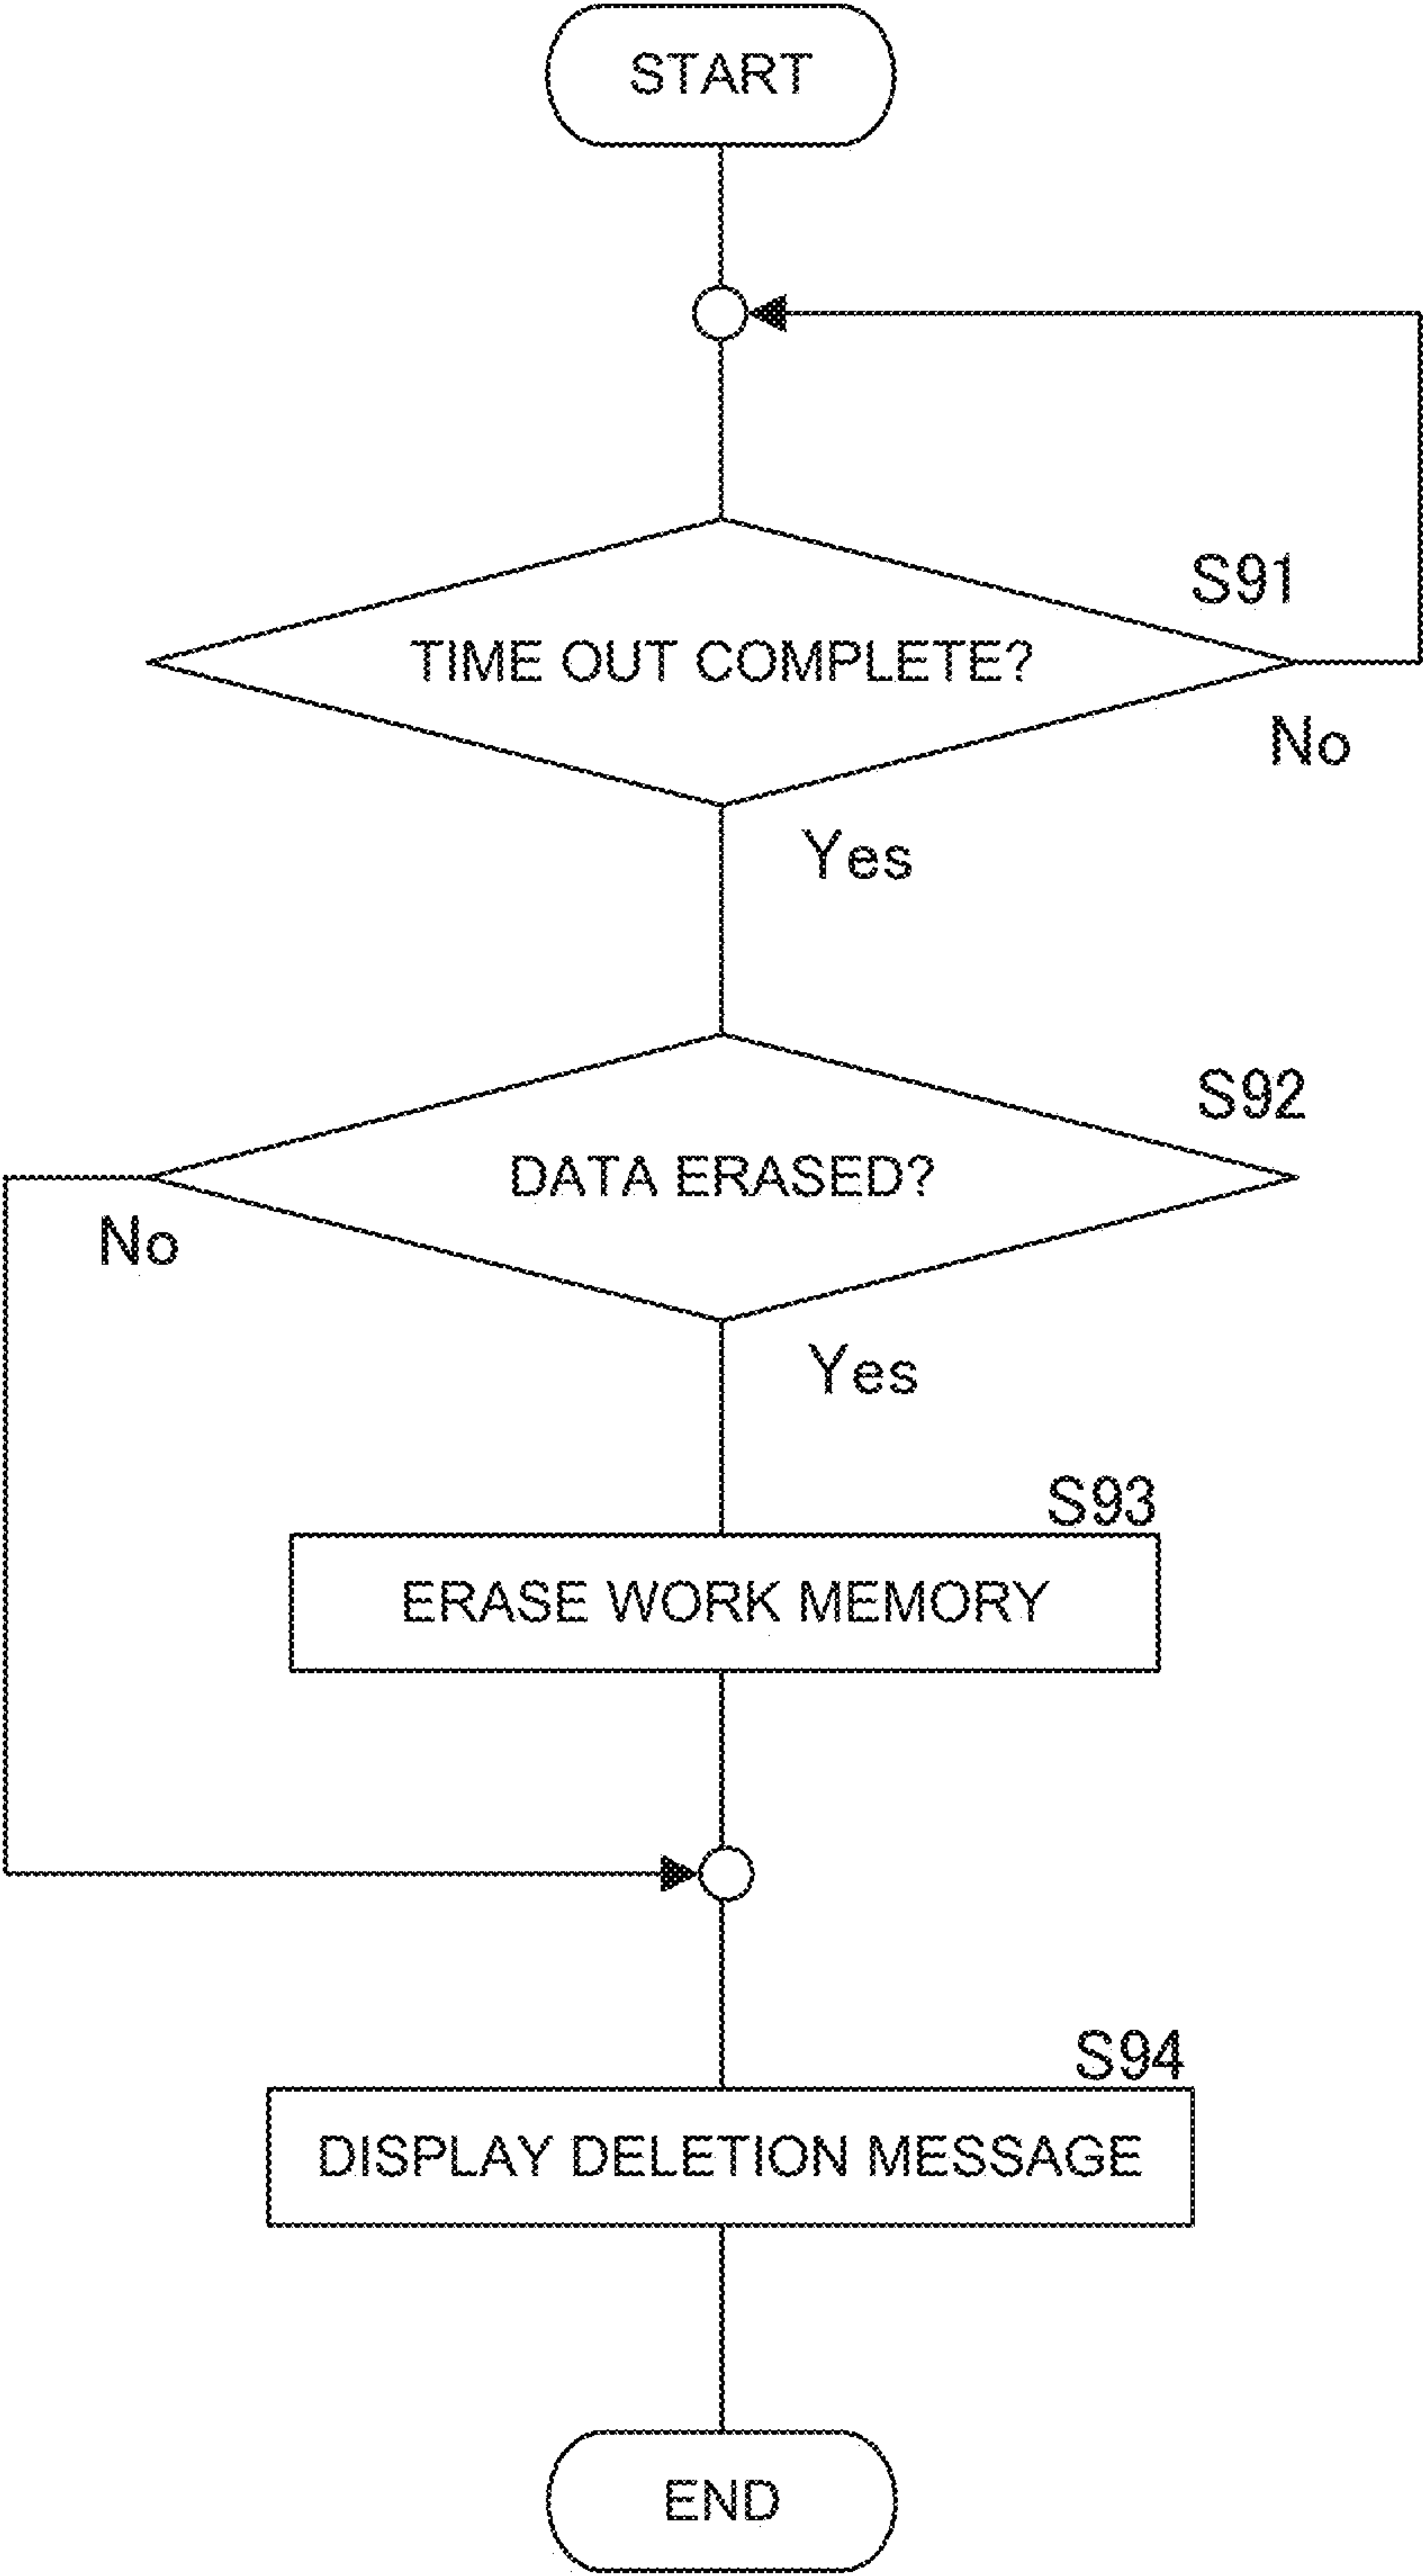 START
S91
TIME OUT COMPLETE?
No
Yes
S92
DATA ERASED?
No
Yes
S93
ERASE WORK MEMORY
S94
DISPLAY DELETION MESSAGE
END